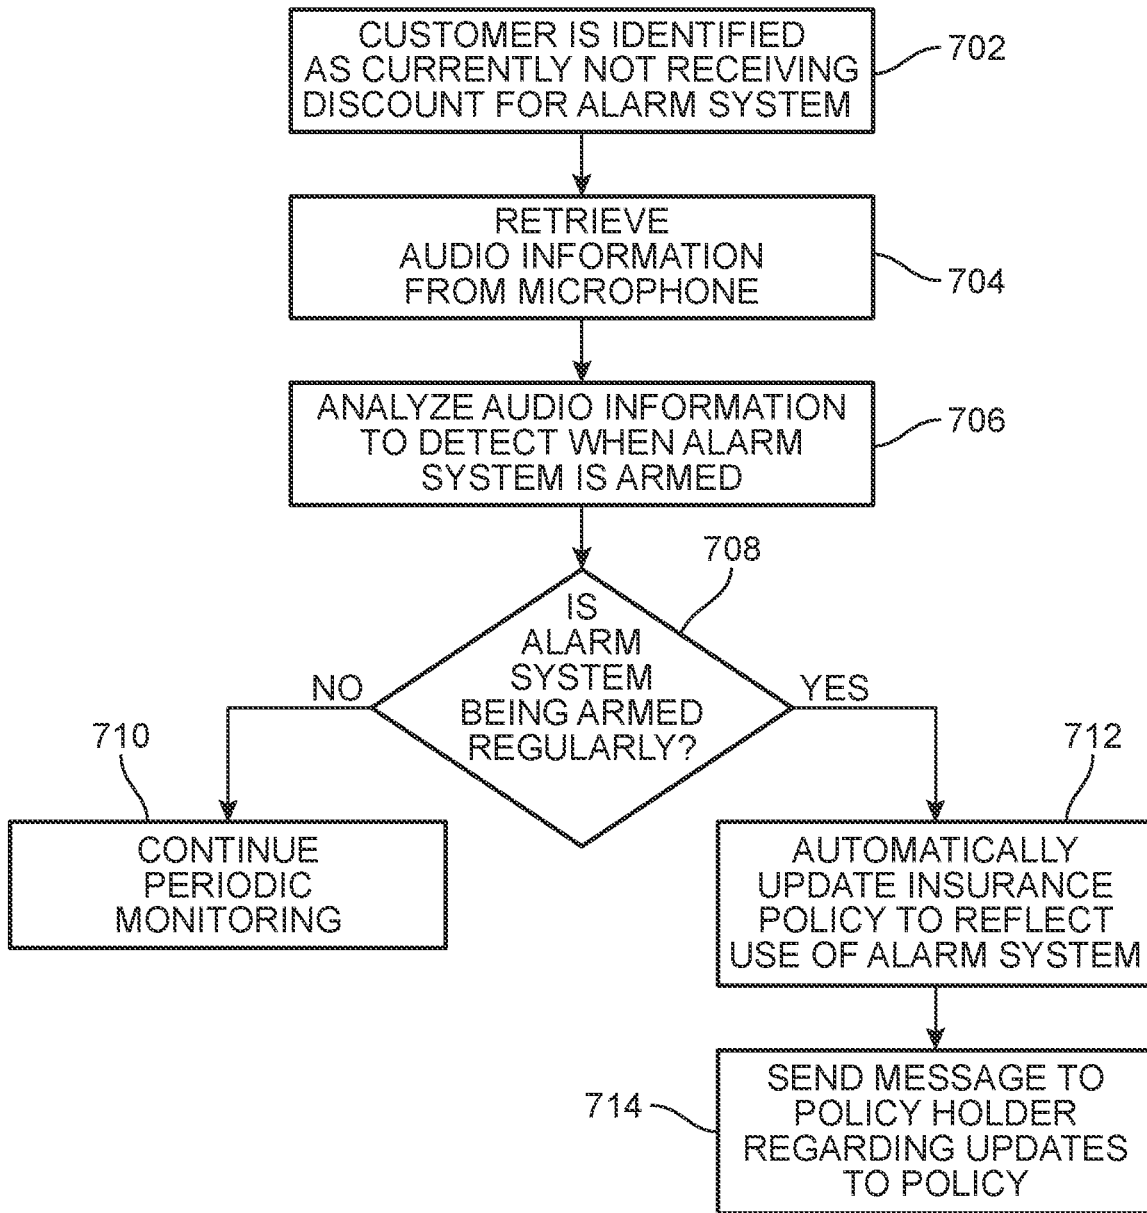 CUSTOMER IS IDENTIFIED
AS CURRENTLY NOT RECEIVING
DISCOUNT FOR ALARM SYSTEM
702
RETRIEVE
AUDIO INFORMATION
FROM MICROPHONE
704
ANALYZE AUDIO INFORMATION
TO DETECT WHEN ALARM
SYSTEM IS ARMED
706
708
IS
ALARM
SYSTEM
BEING ARMED
REGULARLY?
NO
YES
710
CONTINUE
PERIODIC
MONITORING
712
AUTOMATICALLY
UPDATE INSURANCE
POLICY TO REFLECT
USE OF ALARM SYSTEM
714
SEND MESSAGE TO
POLICY HOLDER
REGARDING UPDATES
TO POLICY